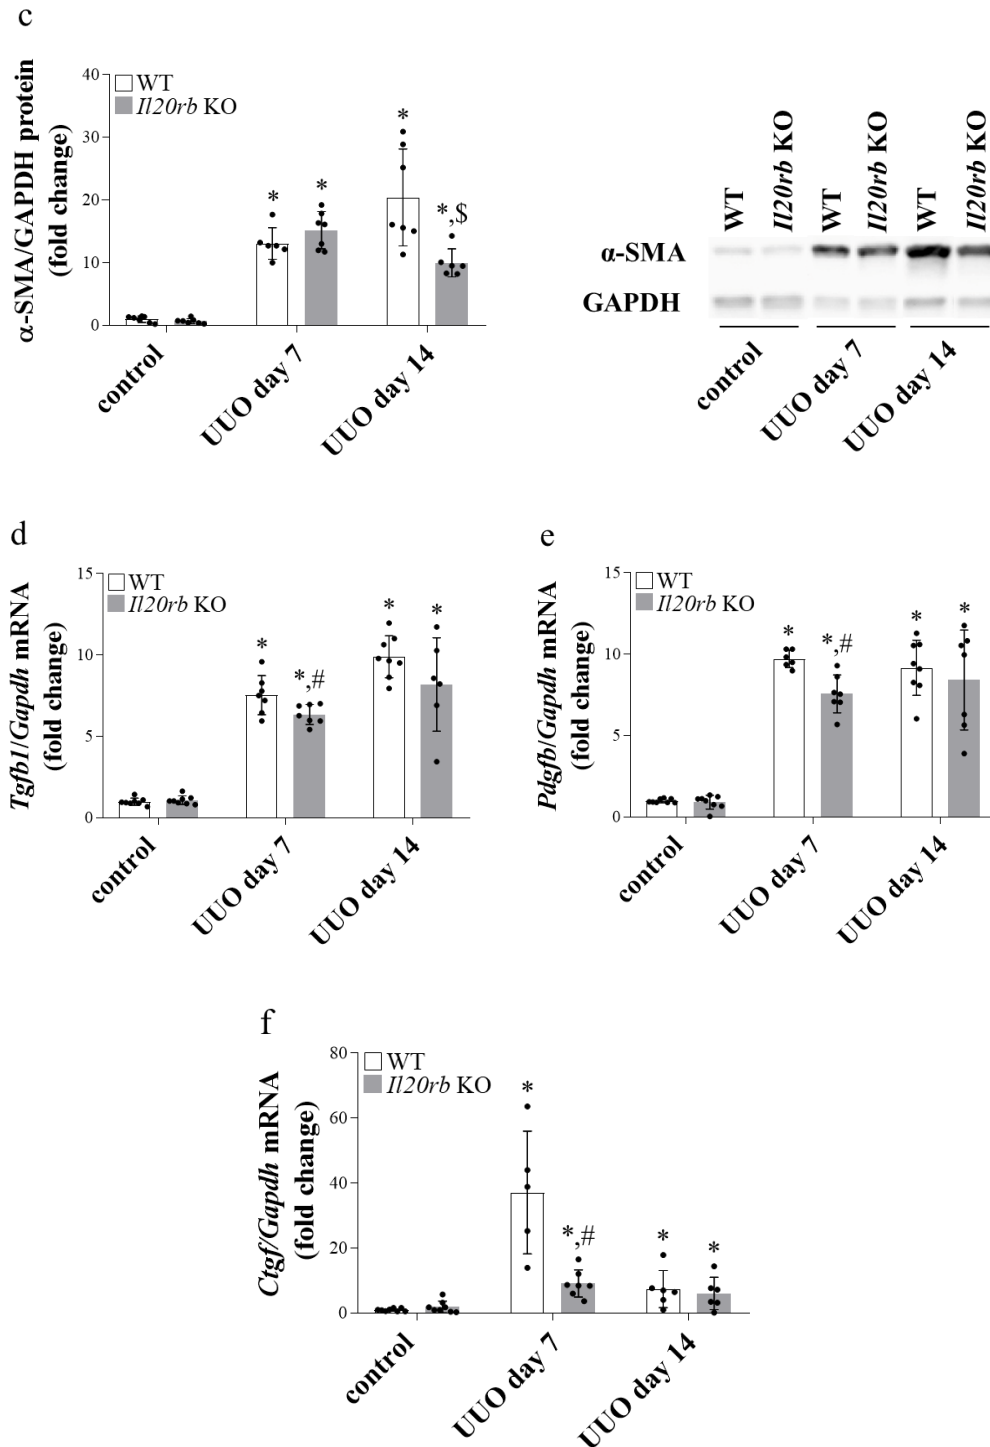 c
α-SMA/GAPDH protein
(fold change)
40
30
20
10
0
WT
Il20rb KO
*
*
*
*,$
control
UUO day 7
UUO day 14
WT
Il20rb KO
WT
Il20rb KO
WT
Il20rb KO
α-SMA
GAPDH
control
UUO day 7
UUO day 14
d
Tgfb1/Gapdh mRNA
(fold change)
15
10
5
0
WT
Il20rb KO
*
*,#
*
*
control
UUO day 7
UUO day 14
e
Pdgfb/Gapdh mRNA
(fold change)
15
10
5
0
WT
Il20rb KO
*
*,#
*
*
control
UUO day 7
UUO day 14
f
Ctgf/Gapdh mRNA
(fold change)
80
60
40
20
0
WT
Il20rb KO
*
*,#
*
*
control
UUO day 7
UUO day 14